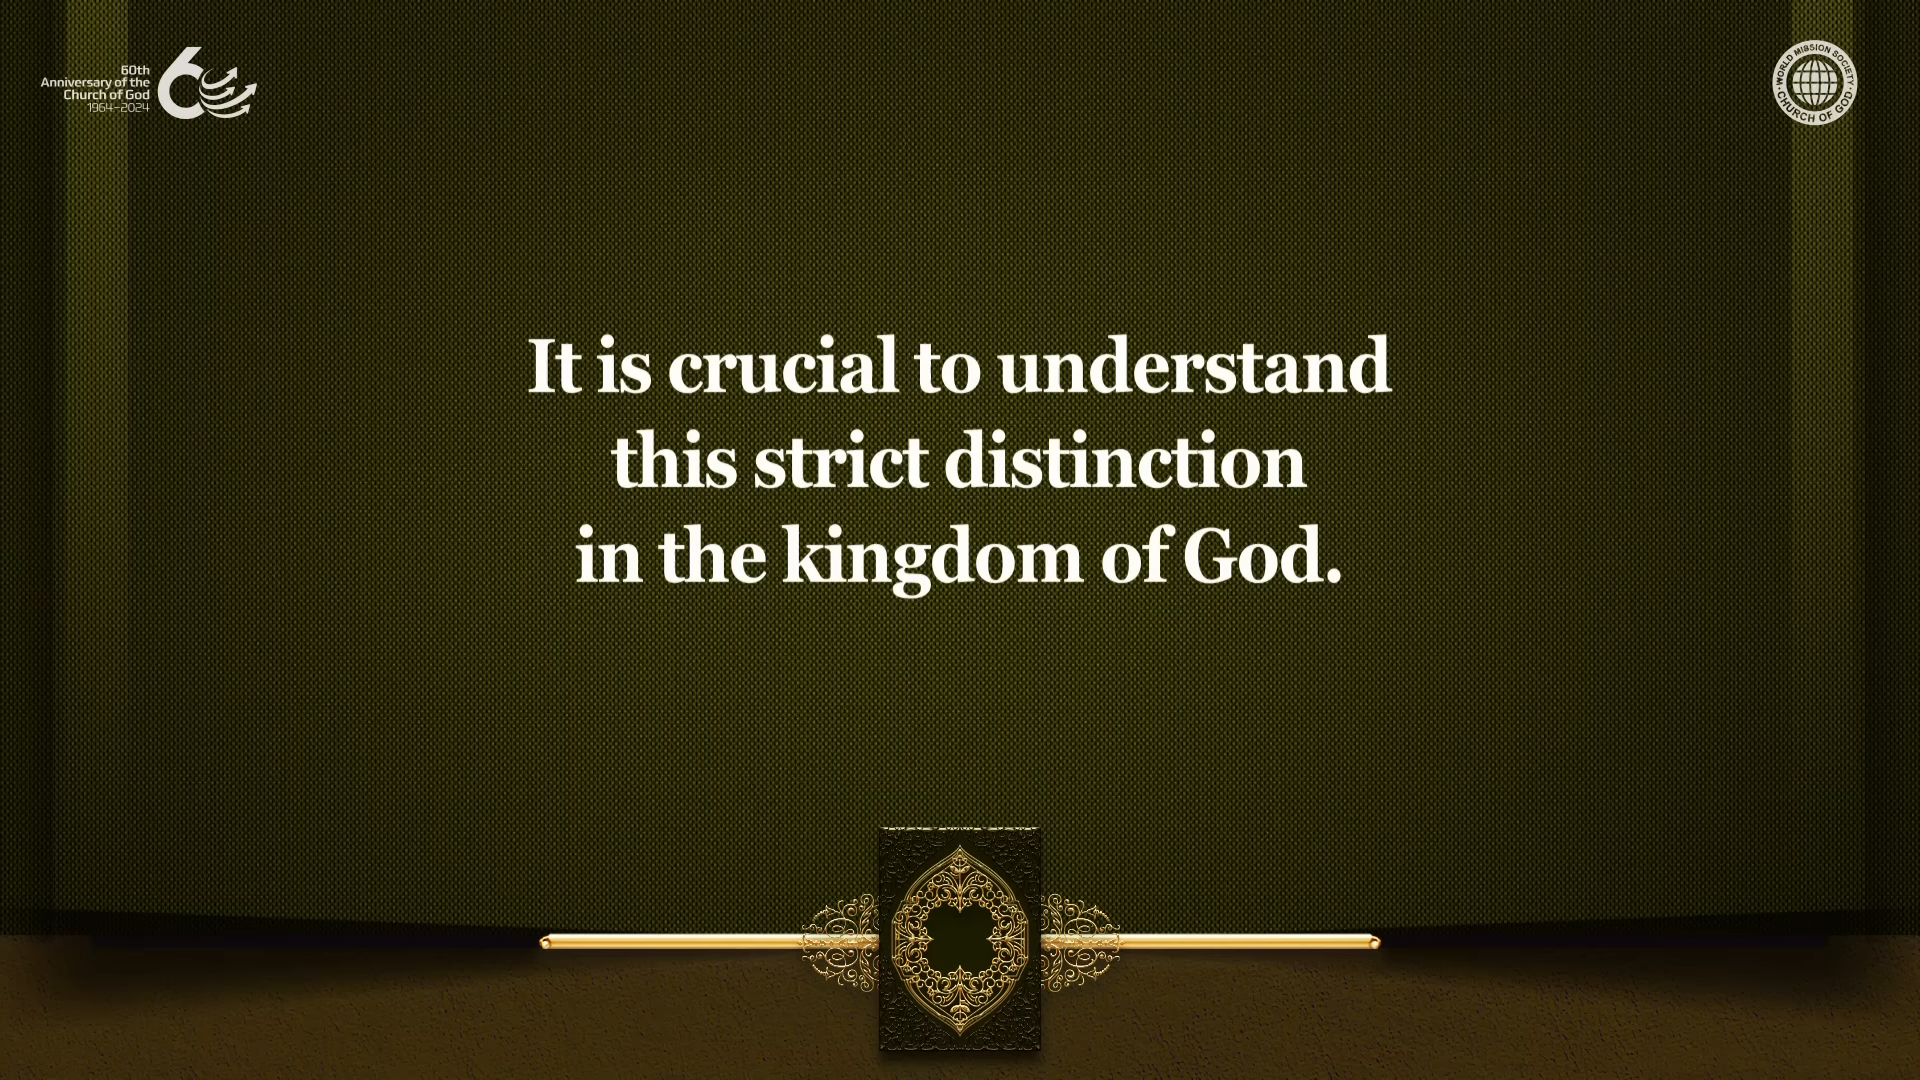 60th
Anniversary of the
Church of God
1964–2024
60
WORLD MISSION SOCIETY
CHURCH OF GOD
It is crucial to understand
this strict distinction
in the kingdom of God.